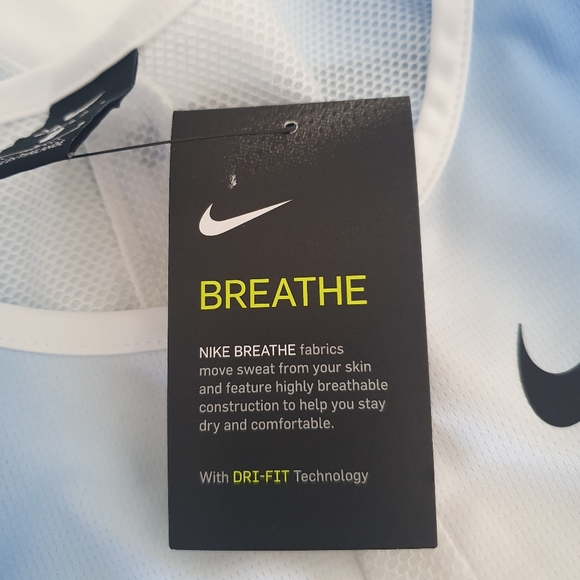 BREATHE
NIKE BREATHE fabrics
move sweat from your skin
and feature highly breathable
construction to help you stay
dry and comfortable.
With DRI-FIT Technology